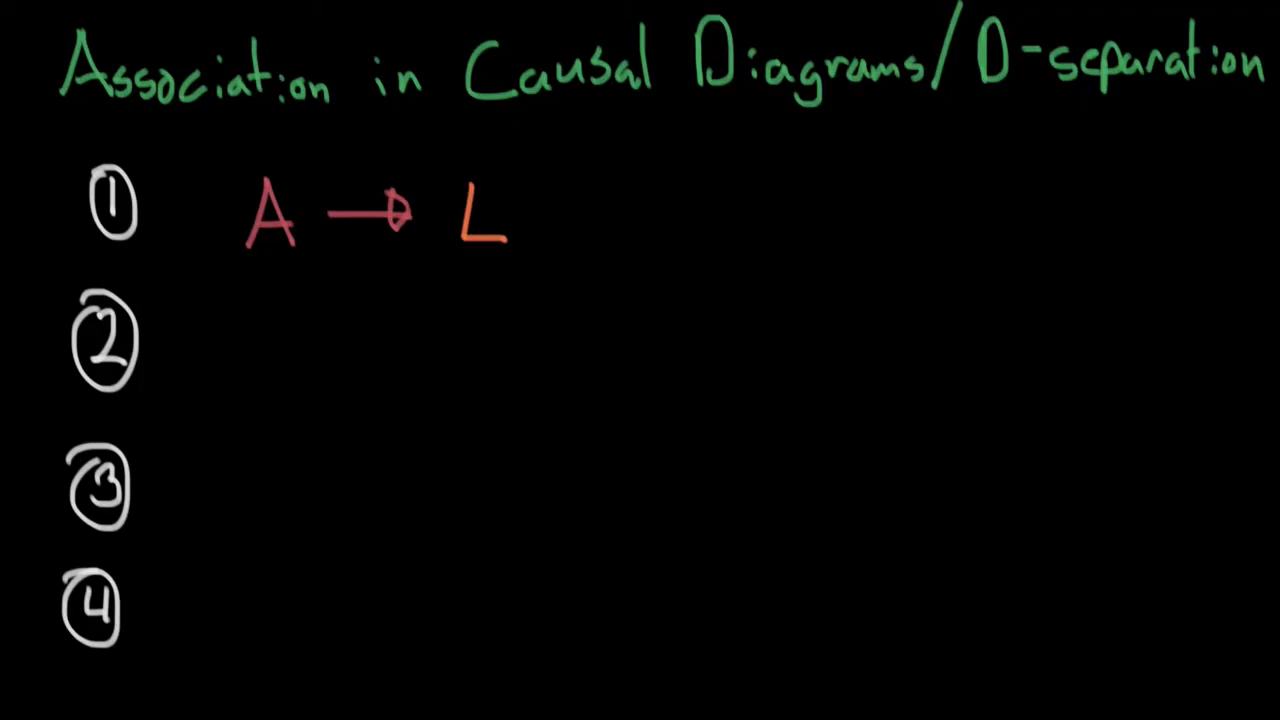 Association in Causal Diagrams/D-separation
① A → L
②
③
④